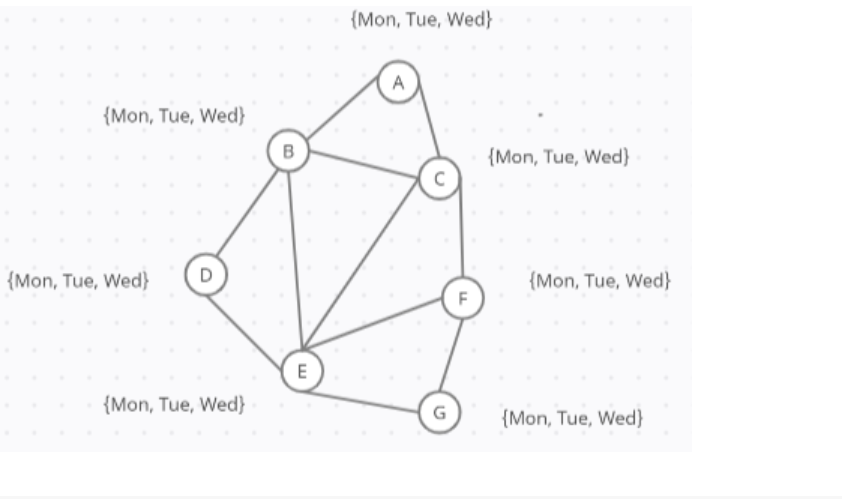 {Mon, Tue, Wed}
A
{Mon, Tue, Wed}
B
{Mon, Tue, Wed}
C
{Mon, Tue, Wed}
D
{Mon, Tue, Wed}
F
E
{Mon, Tue, Wed}
G
{Mon, Tue, Wed}